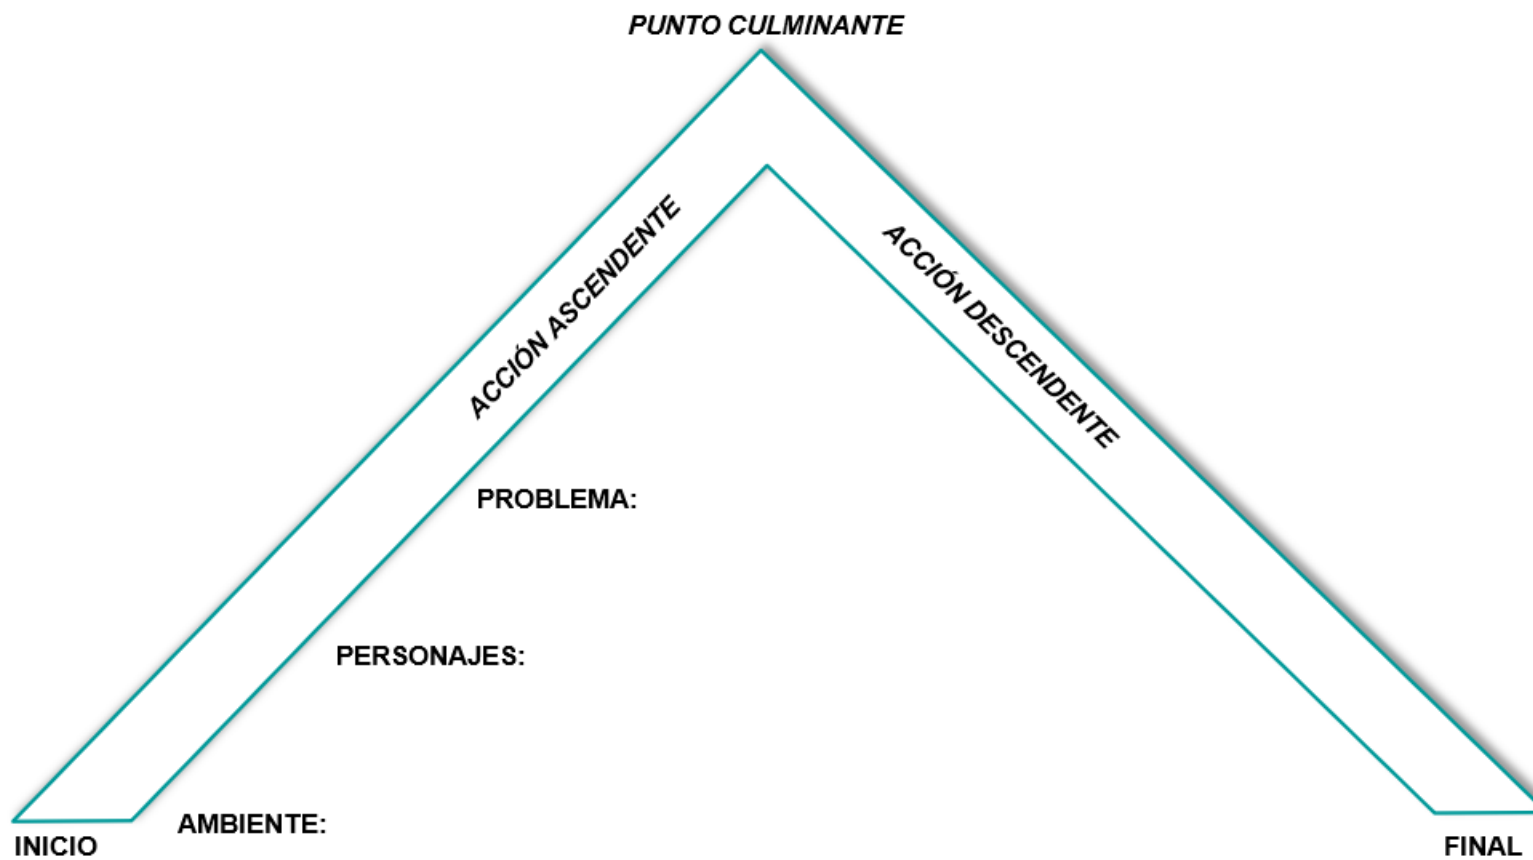 PUNTO CULMINANTE
ACCIÓN ASCENDENTE
ACCIÓN DESCENDENTE
PROBLEMA:
PERSONAJES:
AMBIENTE:
INICIO
FINAL